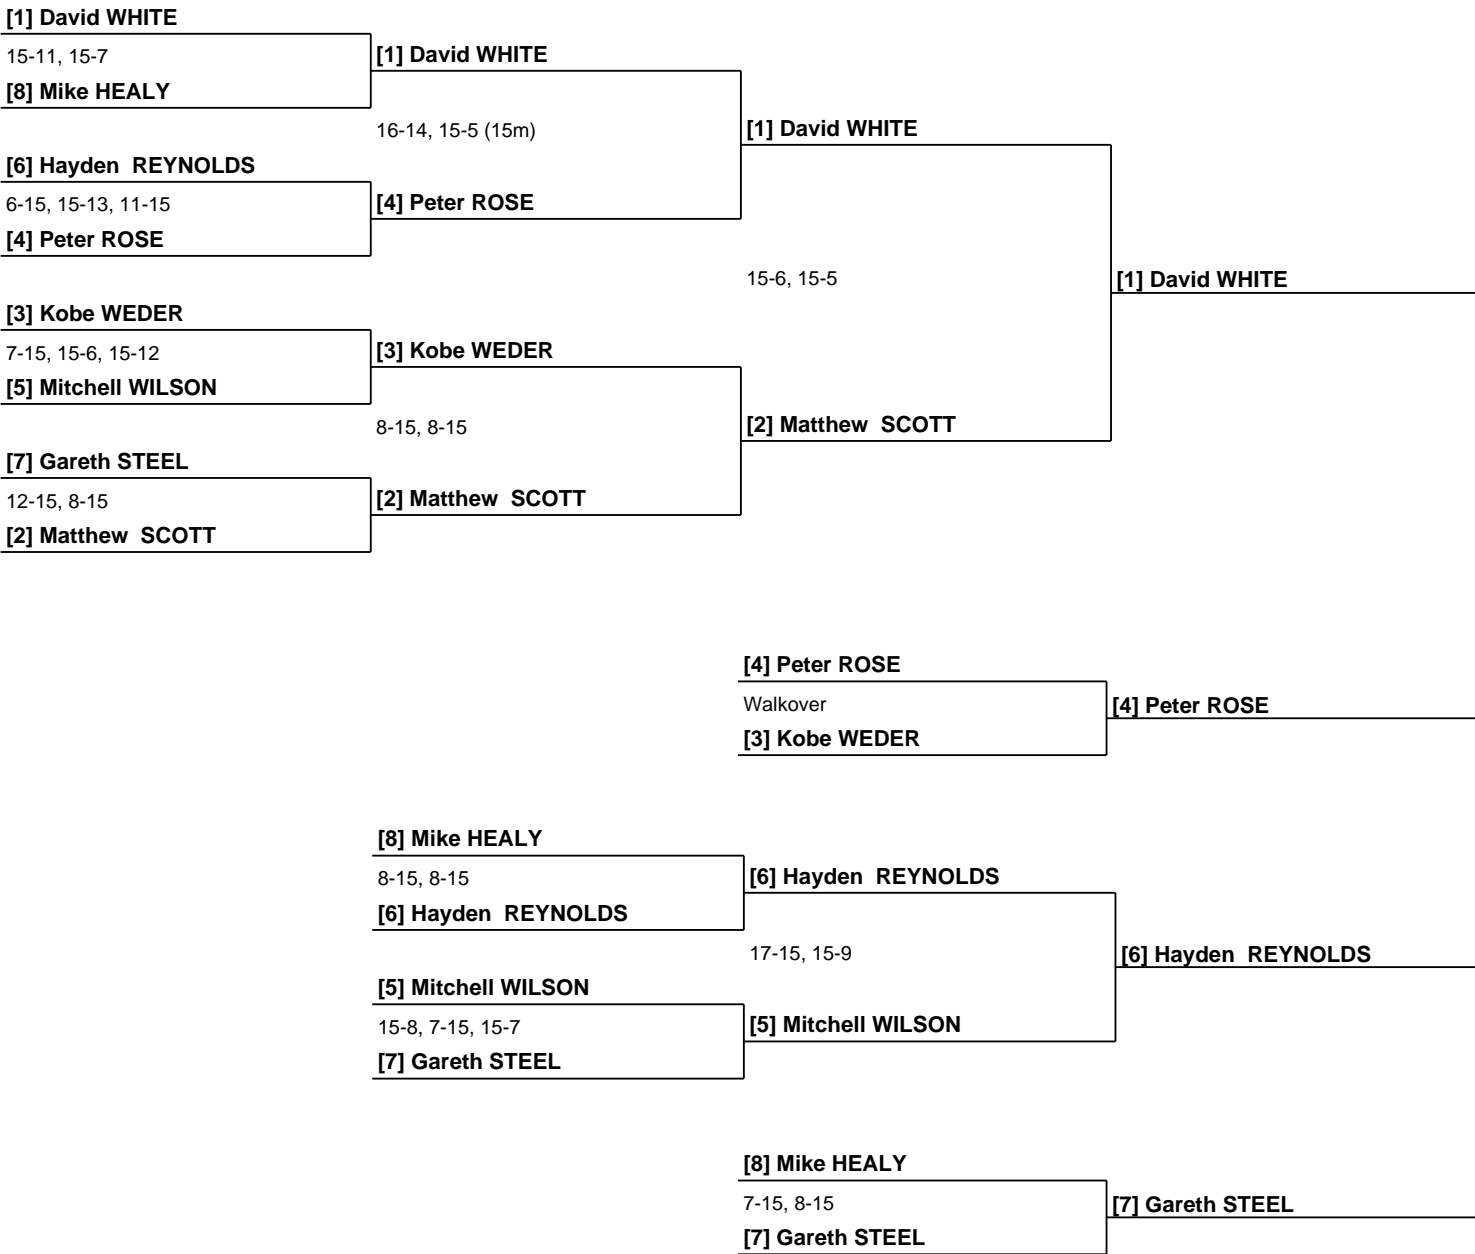 [1] David WHITE
15-11, 15-7
[8] Mike HEALY
[1] David WHITE
16-14, 15-5 (15m)
[6] Hayden  REYNOLDS
6-15, 15-13, 11-15
[4] Peter ROSE
[4] Peter ROSE
[1] David WHITE
15-6, 15-5
[1] David WHITE
[3] Kobe WEDER
7-15, 15-6, 15-12
[5] Mitchell WILSON
[3] Kobe WEDER
8-15, 8-15
[7] Gareth STEEL
12-15, 8-15
[2] Matthew  SCOTT
[2] Matthew  SCOTT
[2] Matthew  SCOTT
[4] Peter ROSE
Walkover
[3] Kobe WEDER
[4] Peter ROSE
[8] Mike HEALY
8-15, 8-15
[6] Hayden  REYNOLDS
[6] Hayden  REYNOLDS
17-15, 15-9
[6] Hayden  REYNOLDS
[5] Mitchell WILSON
15-8, 7-15, 15-7
[7] Gareth STEEL
[5] Mitchell WILSON
[8] Mike HEALY
7-15, 8-15
[7] Gareth STEEL
[7] Gareth STEEL